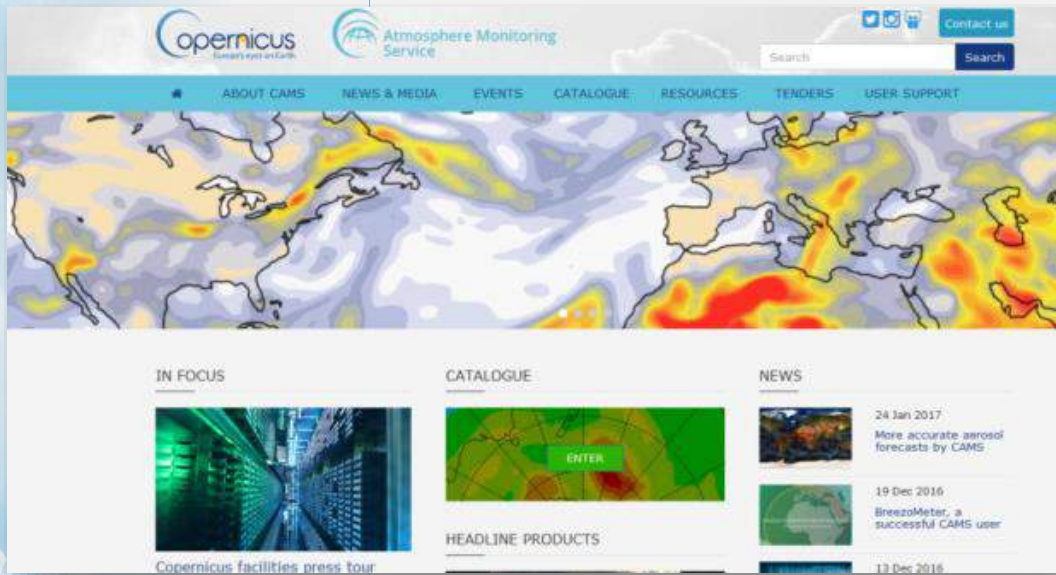 Copernicus
Europe's eyes on Earth
Atmosphere Monitoring
Service
Contact us
Search
Search
ABOUT CAMS NEWS & MEDIA EVENTS CATALOGUE RESOURCES TENDERS USER SUPPORT
IN FOCUS
Copernicus facilities press tour
CATALOGUE
ENTER
HEADLINE PRODUCTS
NEWS
24 Jan 2017
More accurate aerosol
forecasts by CAMS
19 Dec 2016
BreezoMeter, a
successful CAMS user
13 Dec 2016